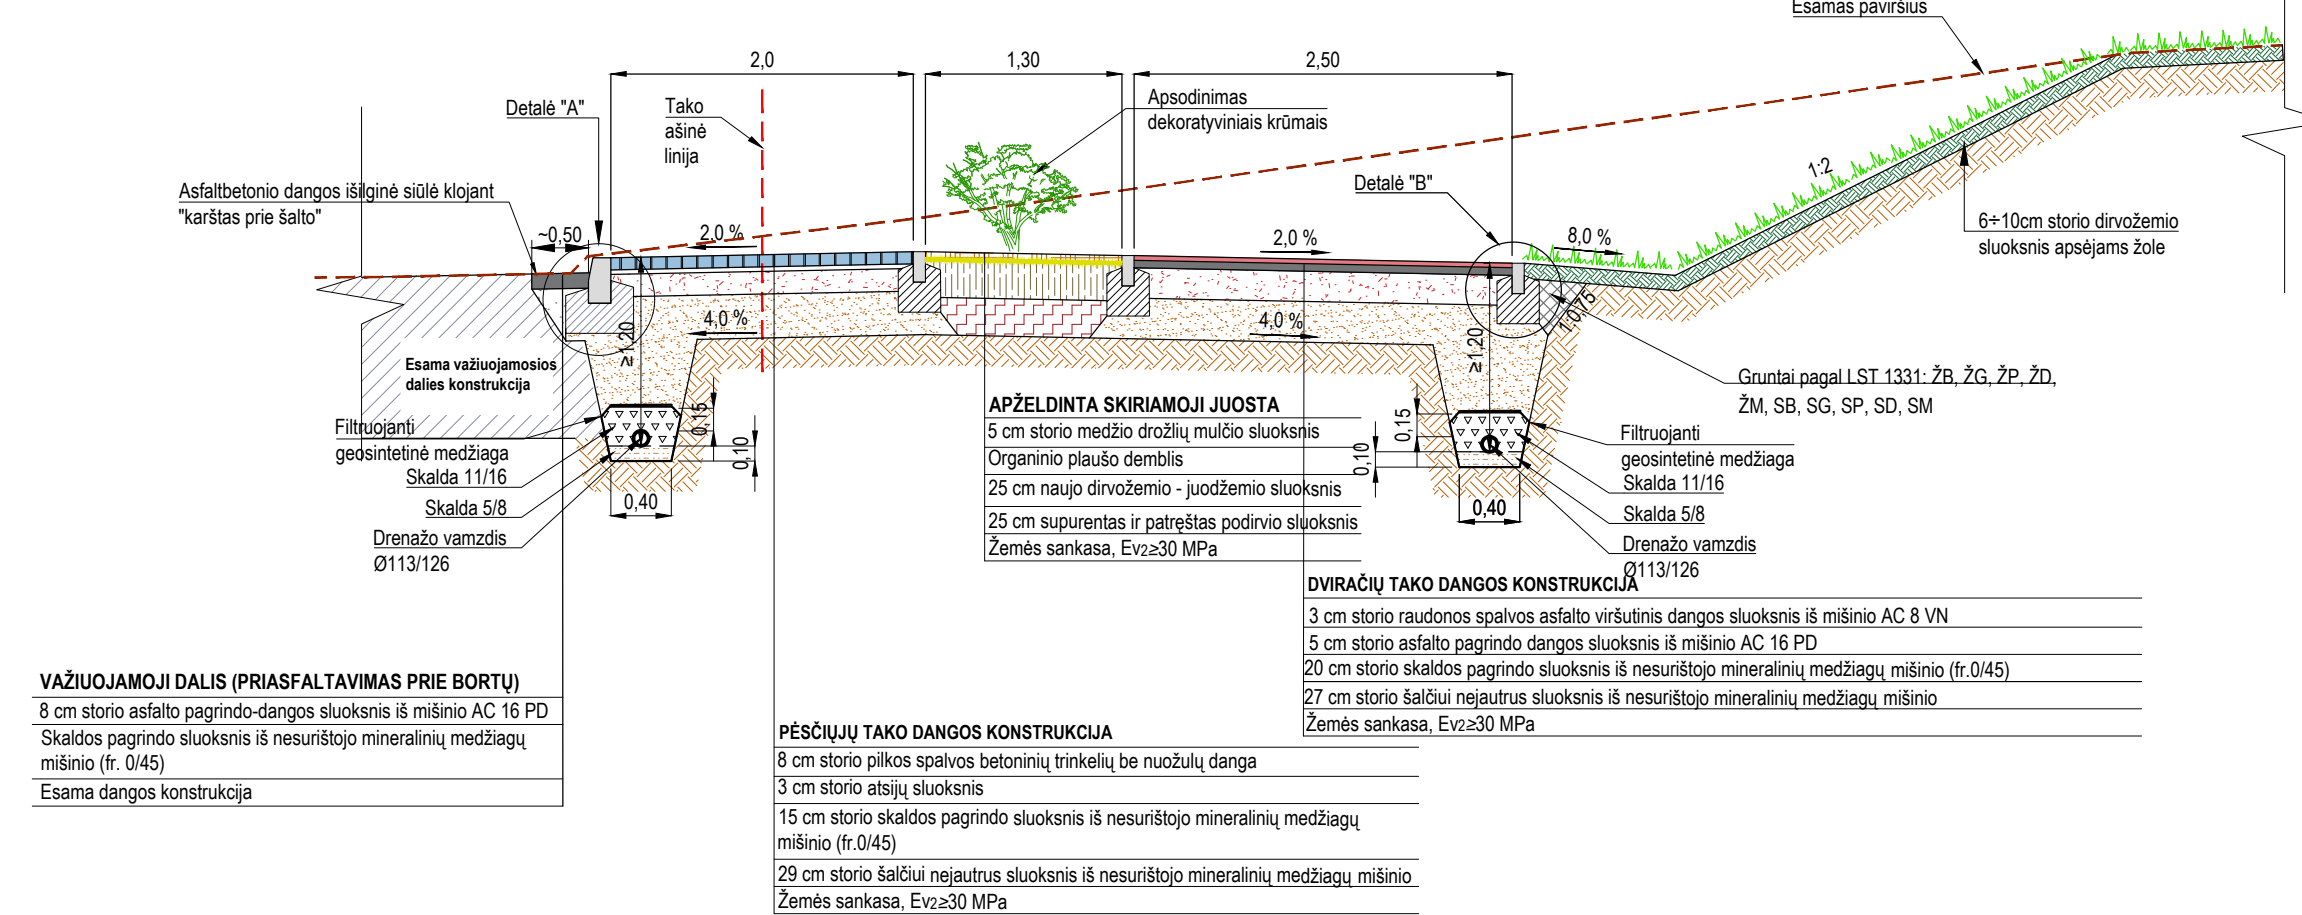 Esamas paviršius
2,0
1,30
2,50
Detalė "A"
Tako
ašinė
linija
Apsodinimas
dekoratyviniais krūmais
Asfaltbetonio dangos išilginė siūlė klojant
"karštas prie šalto"
Detalė "B"
1:2
~0,50
2,0 %
2,0 %
8,0 %
6÷10cm storio dirvožemio
sluoksnis apsėjams žole
4,0 %
4,0 %
≥1,20
≥1,20
1:0,75
Esama važiuojamosios
dalies konstrukcija
Gruntai pagal LST 1331: ŽB, ŽG, ŽP, ŽD,
ŽM, SB, SG, SP, SD, SM
Filtruojanti
geosintetinė medžiaga
Skalda 11/16
Skalda 5/8
Drenažo vamzdis
Ø113/126
0,15
0,10
0,40
APŽELDINTA SKIRIAMOJI JUOSTA
5 cm storio medžio drožlių mulčio sluoksnis
Organinio plaušo demblis
25 cm naujo dirvožemio - juodžemio sluoksnis
25 cm supurentas ir patręštas podirvio sluoksnis
Žemės sankasa, Ev2≥30 MPa
0,15
0,10
0,40
Filtruojanti
geosintetinė medžiaga
Skalda 11/16
Skalda 5/8
Drenažo vamzdis
Ø113/126
DVIRAČIŲ TAKO DANGOS KONSTRUKCIJA
3 cm storio raudonos spalvos asfalto viršutinis dangos sluoksnis iš mišinio AC 8 VN
5 cm storio asfalto pagrindo dangos sluoksnis iš mišinio AC 16 PD
20 cm storio skaldos pagrindo sluoksnis iš nesurištojo mineralinių medžiagų mišinio (fr.0/45)
27 cm storio šalčiui nejautrus sluoksnis iš nesurištojo mineralinių medžiagų mišinio
Žemės sankasa, Ev2≥30 MPa
VAŽIUOJAMOJI DALIS (PRIASFALTAVIMAS PRIE BORTŲ)
8 cm storio asfalto pagrindo-dangos sluoksnis iš mišinio AC 16 PD
Skaldos pagrindo sluoksnis iš nesurištojo mineralinių medžiagų
mišinio (fr. 0/45)
Esama dangos konstrukcija
PĖSČIŲJŲ TAKO DANGOS KONSTRUKCIJA
8 cm storio pilkos spalvos betoninių trinkelių be nuožulų danga
3 cm storio atsijų sluoksnis
15 cm storio skaldos pagrindo sluoksnis iš nesurištojo mineralinių medžiagų
mišinio (fr.0/45)
29 cm storio šalčiui nejautrus sluoksnis iš nesurištojo mineralinių medžiagų mišinio
Žemės sankasa, Ev2≥30 MPa